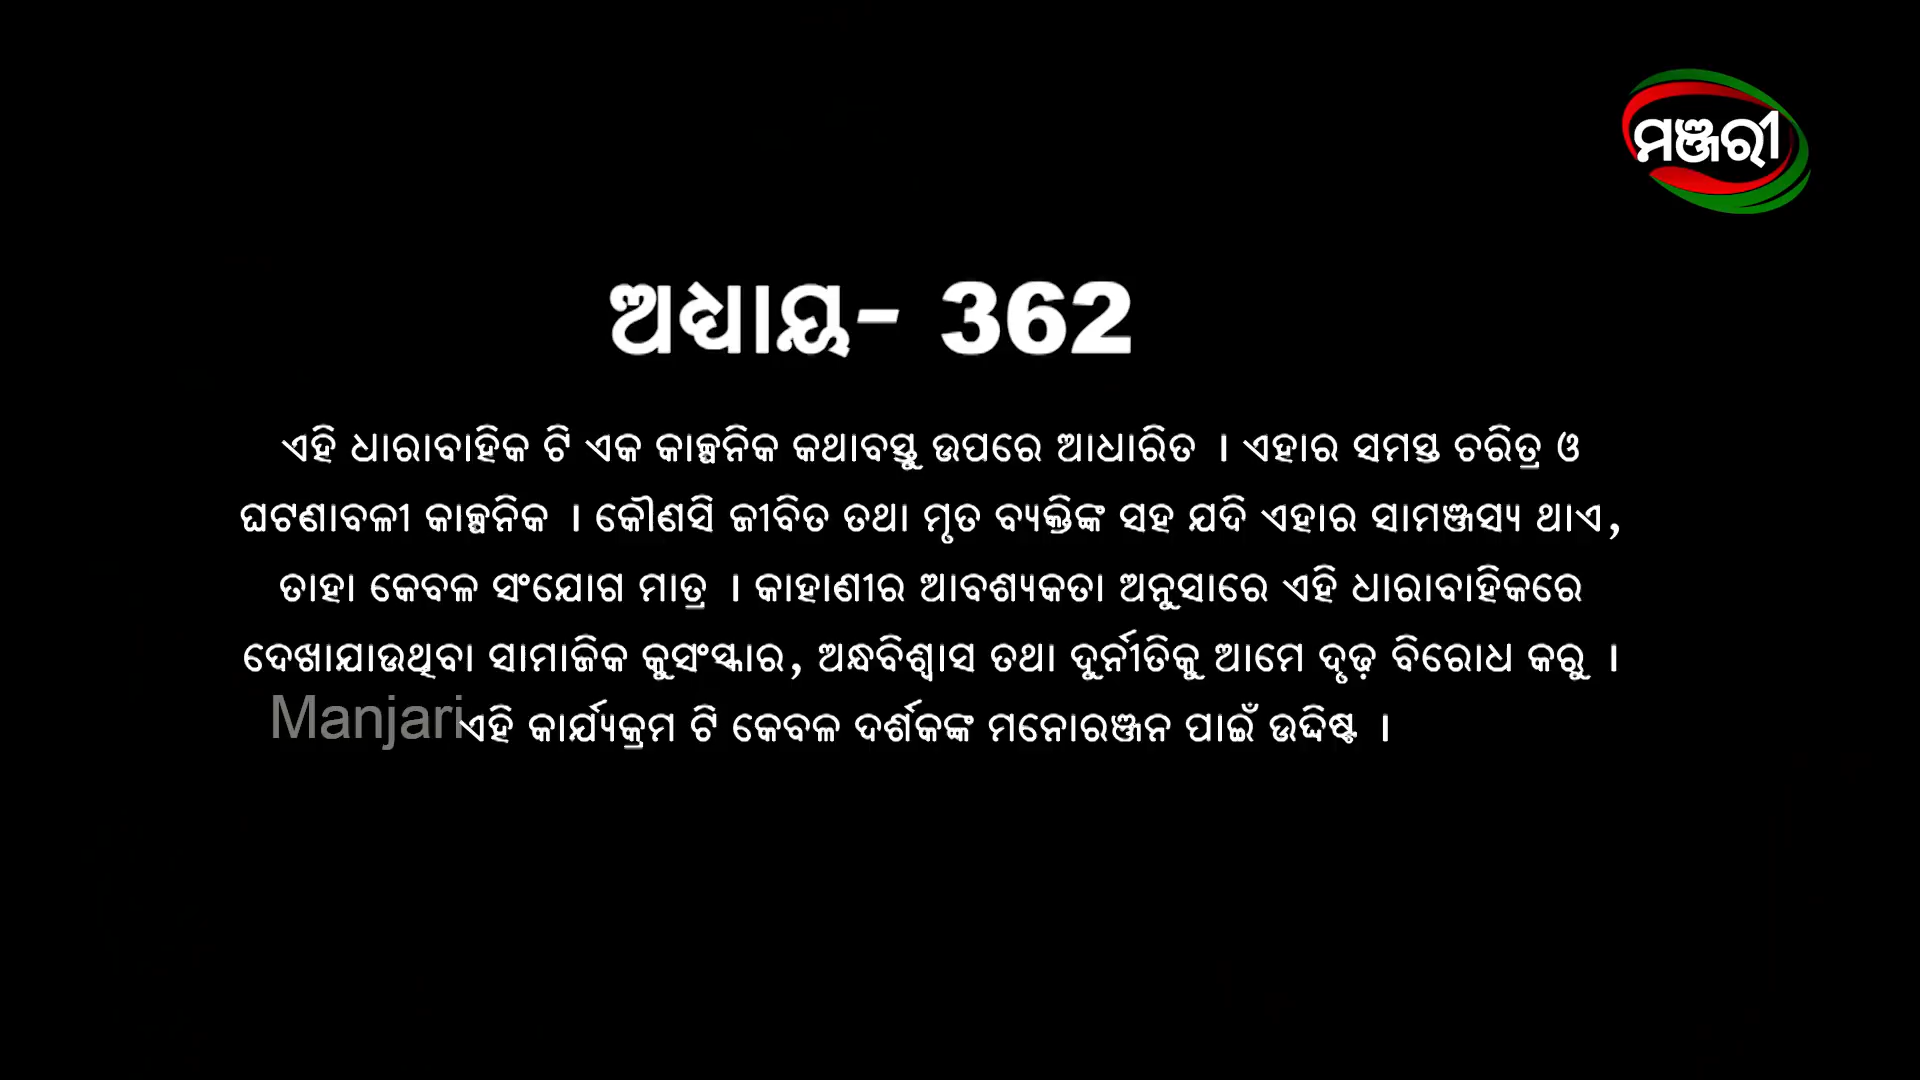 ମଞ୍ଜରୀ
ଅଧ୍ୟାୟ- 362
ଏହି ଧାରାବାହିକ ଟି ଏକ କାଳ୍ପନିକ କଥାବସ୍ତୁ ଉପରେ ଆଧାରିତ । ଏହାର ସମସ୍ତ ଚରିତ୍ର ଓ
ଘଟଣାବଳୀ କାଳ୍ପନିକ । କୌଣସି ଜୀବିତ ତଥା ମୃତ ବ୍ୟକ୍ତିଙ୍କ ସହ ଯଦି ଏହାର ସାମଞ୍ଜସ୍ୟ ଥାଏ,
ତାହା କେବଳ ସଂଯୋଗ ମାତ୍ର । କାହାଣୀର ଆବଶ୍ୟକତା ଅନୁସାରେ ଏହି ଧାରାବାହିକରେ
ଦେଖାଯାଉଥିବା ସାମାଜିକ କୁସଂସ୍କାର, ଅନ୍ଧବିଶ୍ୱାସ ତଥା ଦୁର୍ନୀତିକୁ ଆମେ ଦୃଢ଼ ବିରୋଧ କରୁ ।
Manjari ଏହି କାର୍ଯ୍ୟକ୍ରମ ଟି କେବଳ ଦର୍ଶକଙ୍କ ମନୋରଞ୍ଜନ ପାଇଁ ଉଦ୍ଦିଷ୍ଟ ।